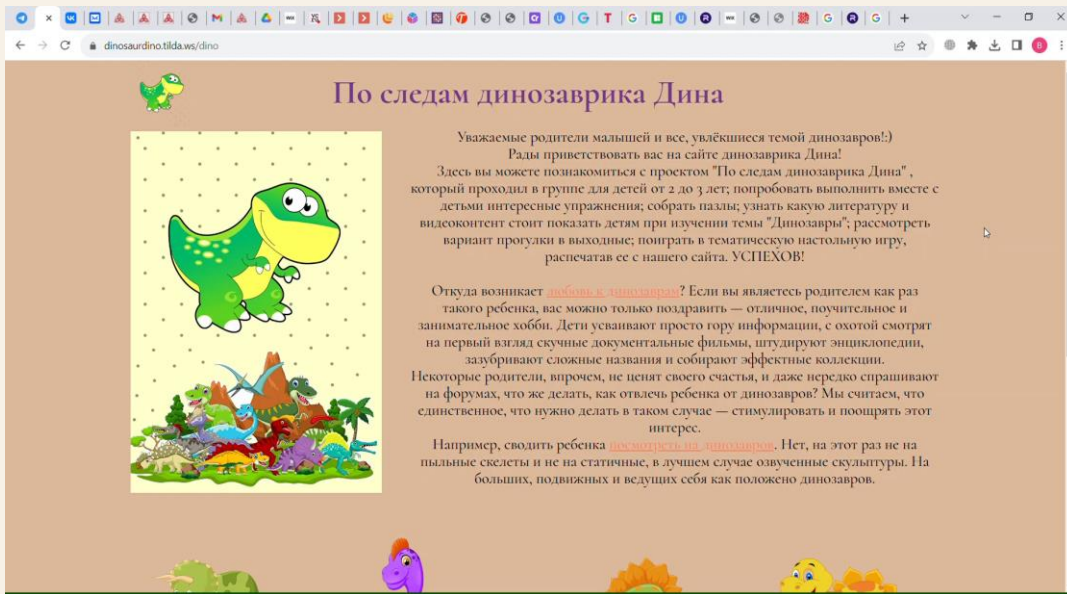 dinosaurdino.tilda.ws/dino
По следам динозаврика Дина
Уважаемые родители малышей и все, увлёкшиеся темой динозавров!:)
Рады приветствовать вас на сайте динозаврика Дина!
Здесь вы можете познакомиться с проектом "По следам динозаврика Дина" ,
который проходил в группе для детей от 2 до 3 лет; попробовать выполнить вместе с
детьми интересные упражнения; собрать пазлы; узнать какую литературу и
видеоконтент стоит показать детям при изучении темы "Динозавры"; рассмотреть
вариант прогулки в выходные; поиграть в тематическую настольную игру,
распечатав ее с нашего сайта. УСПЕХОВ!
Откуда возникает любовь к динозаврам? Если вы являетесь родителем как раз
такого ребенка, вас можно только поздравить — отличное, поучительное и
занимательное хобби. Дети усваивают просто гору информации, с охотой смотрят
на первый взгляд скучные документальные фильмы, штудируют энциклопедии,
зазубривают сложные названия и собирают эффектные коллекции.
Некоторые родители, впрочем, не ценят своего счастья, и даже нередко спрашивают
на форумах, что же делать, как отвлечь ребенка от динозавров? Мы считаем, что
единственное, что нужно делать в таком случае — стимулировать и поощрять этот
интерес.
Например, сводить ребенка посмотреть на динозавров. Нет, на этот раз не на
пыльные скелеты и не на статичные, в лучшем случае озвученные скульптуры. На
больших, подвижных и ведущих себя как положено динозавров.